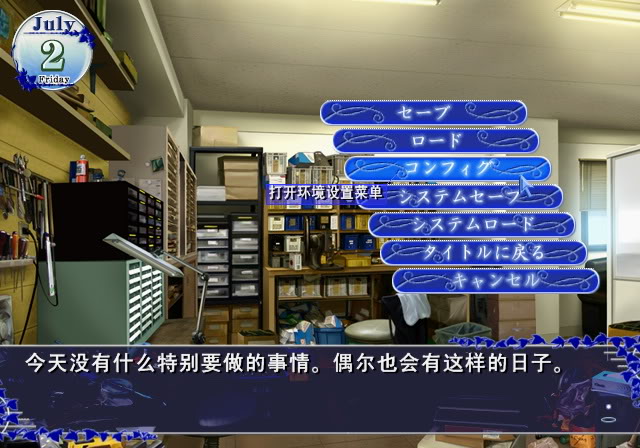 July
2
Friday
セーブ
ロード
コンフィグ
打开环境设置菜单
システムセーブ
システムロード
タイトルに戻る
キャンセル
今天没有什么特别要做的事情。偶尔也会有这样的日子。